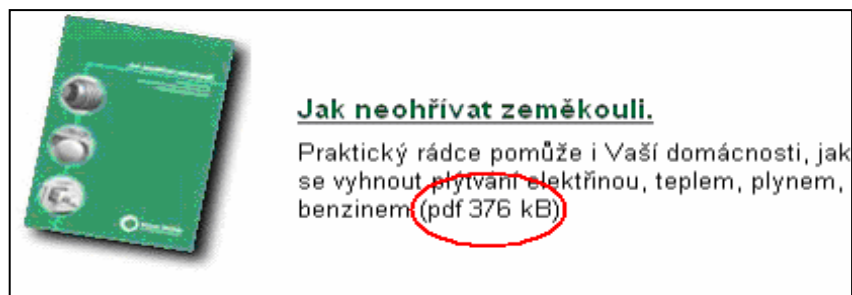 Jak neohřívat zeměkouli.
Praktický rádce pomůže i Vaší domácnosti, jak
se vyhnout plýtvání elektřinou, teplem, plynem,
benzinem (pdf 376 kB)